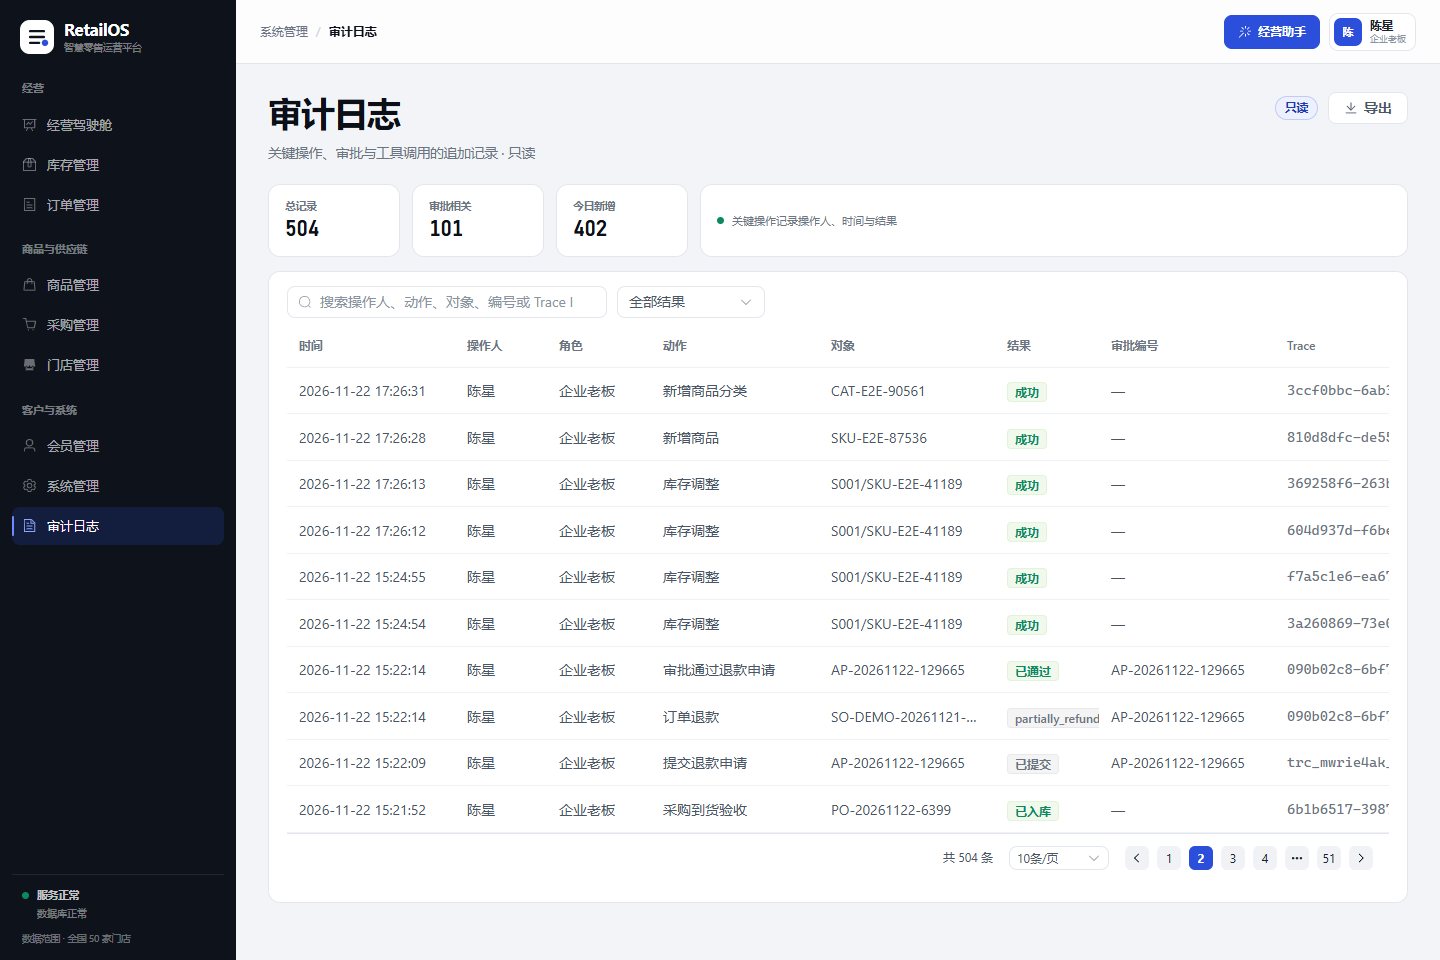 RetailOS
智慧零售运营平台
经营
经营驾驶舱
库存管理
订单管理
商品与供应链
商品管理
采购管理
门店管理
客户与系统
会员管理
系统管理
审计日志
服务正常
数据库正常
数据范围 · 全国 50 家门店
系统管理 / 审计日志
经营助手
陈 陈星
企业老板
审计日志
只读
导出
关键操作、审批与工具调用的追加记录 · 只读
总记录
504
审批相关
101
今日新增
402
关键操作记录操作人、时间与结果
搜索操作人、动作、对象、编号或 Trace I
全部结果
时间 操作人 角色 动作 对象 结果 审批编号 Trace
2026-11-22 17:26:31 陈星 企业老板 新增商品分类 CAT-E2E-90561 成功 — 3ccf0bbc-6ab3
2026-11-22 17:26:28 陈星 企业老板 新增商品 SKU-E2E-87536 成功 — 810d8dfc-de55
2026-11-22 17:26:13 陈星 企业老板 库存调整 S001/SKU-E2E-41189 成功 — 369258f6-263b
2026-11-22 17:26:12 陈星 企业老板 库存调整 S001/SKU-E2E-41189 成功 — 604d937d-f6be
2026-11-22 15:24:55 陈星 企业老板 库存调整 S001/SKU-E2E-41189 成功 — f7a5c1e6-ea67
2026-11-22 15:24:54 陈星 企业老板 库存调整 S001/SKU-E2E-41189 成功 — 3a260869-73e0
2026-11-22 15:22:14 陈星 企业老板 审批通过退款申请 AP-20261122-129665 已通过 AP-20261122-129665 090b02c8-6bf7
2026-11-22 15:22:14 陈星 企业老板 订单退款 SO-DEMO-20261121-... partially_refund AP-20261122-129665 090b02c8-6bf7
2026-11-22 15:22:09 陈星 企业老板 提交退款申请 AP-20261122-129665 已提交 AP-20261122-129665 trc_mwrie4ak_
2026-11-22 15:21:52 陈星 企业老板 采购到货验收 PO-20261122-6399 已入库 — 6b1b6517-3987
共 504 条 10条/页 1 2 3 4 ••• 51